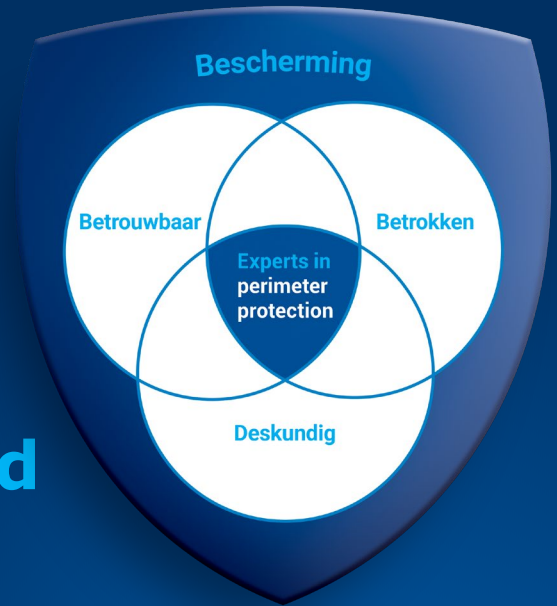 Bescherming
Betrouwbaar
Betrokken
Experts in
perimeter
protection
Deskundig
d